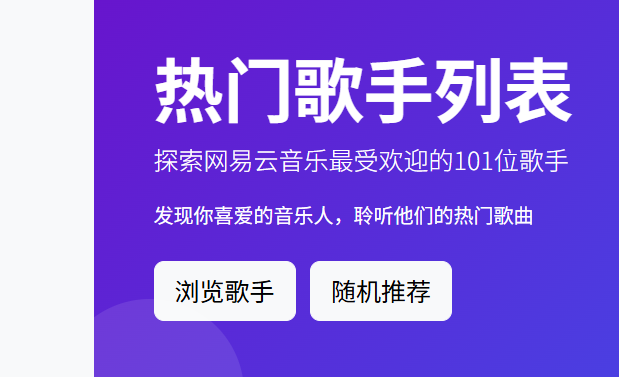 热门歌手列表
探索网易云音乐最受欢迎的101位歌手
发现你喜爱的音乐人，聆听他们的热门歌曲
浏览歌手
随机推荐